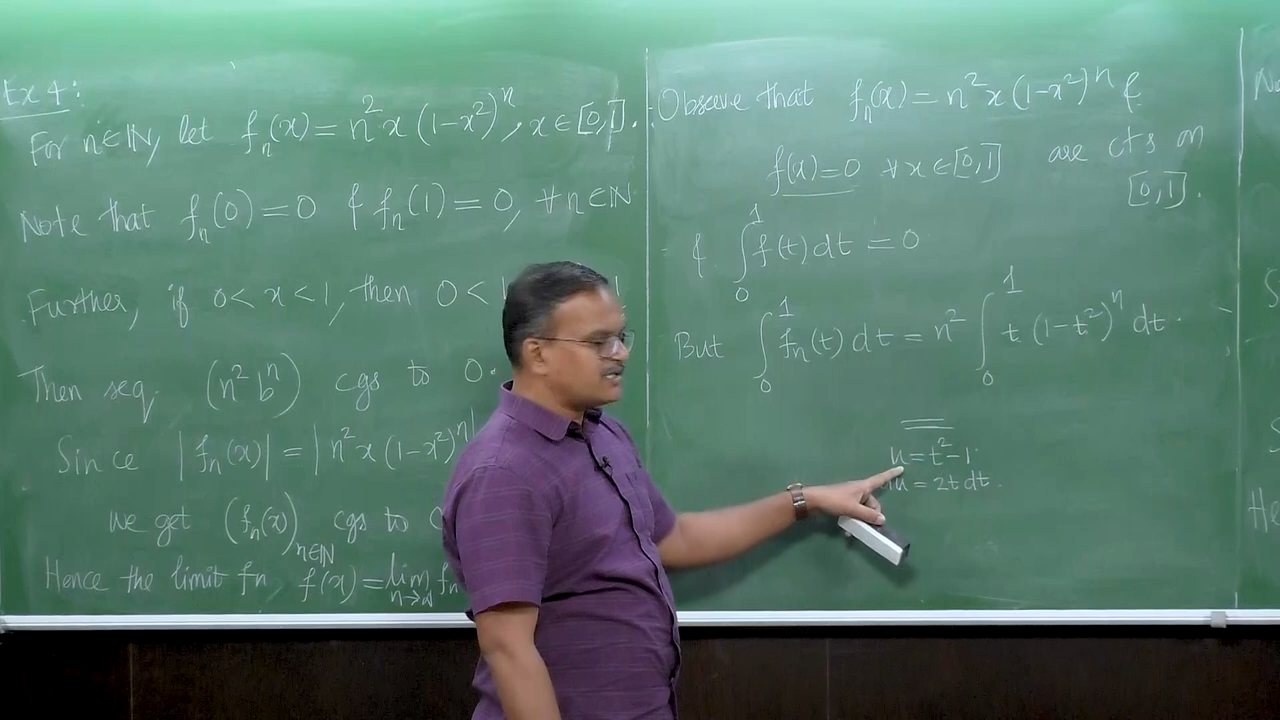 Ex 4:
For n∈ℕ, let fₙ(x) = n²x(1-x²)ⁿ, x∈[0,1].
Note that fₙ(0)=0 & fₙ(1)=0, ∀n∈ℕ
Further, if 0<x<1, then 0<
Then seq. (n²bⁿ) cgs to 0.
Since |fₙ(x)| = |n²x(1-x²)ⁿ|
we get (fₙ(x))ₙ∈ℕ cgs to
Hence the limit fn f(x) = lim n→∞ fₙ
Observe that fₙ(x) = n²x(1-x²)ⁿ &
f(x)=0 ∀x∈[0,1] are cts on
[0,1].
& ∫₀¹ f(t)dt = 0
But ∫₀¹ fₙ(t)dt = n² ∫₀¹ t(1-t²)ⁿ dt.
u = t²-1.
du = 2t dt.